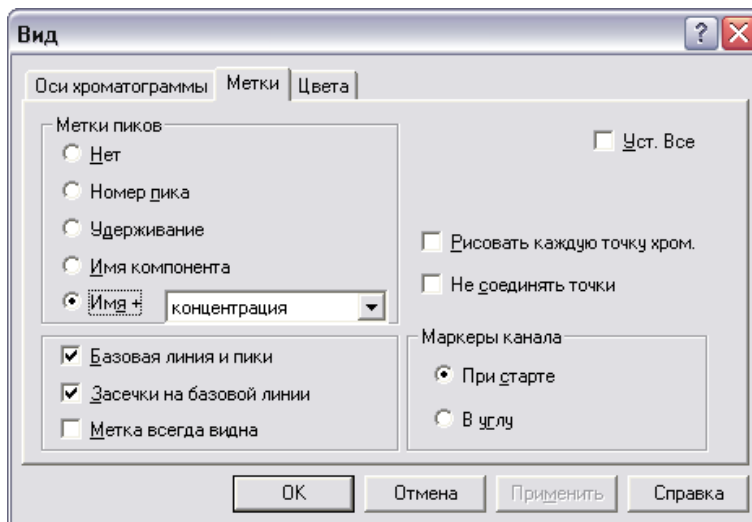 Вид
Оси хроматограммы Метки Цвета
Метки пиков
Нет
Номер пика
Удерживание
Имя компонента
Имя + концентрация
Уст. Все
Рисовать каждую точку хром.
Не соединять точки
Базовая линия и пики
Засечки на базовой линии
Метка всегда видна
Маркеры канала
При старте
В углу
OK Отмена Применить Справка